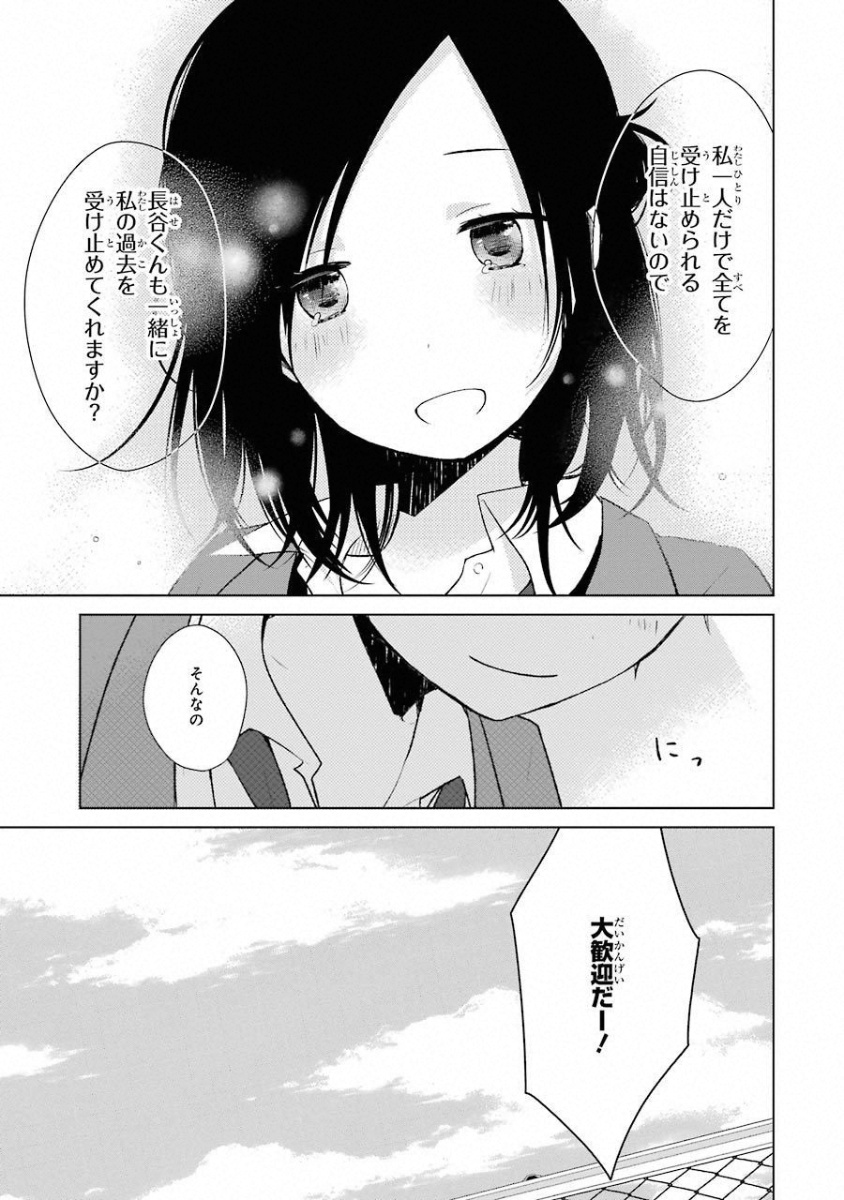 私一人だけで全てを
受け止められる
自信はないので
長谷くんも一緒に
私の過去を
受け止めてくれますか?
そんなの
にっ
大歓迎だー!